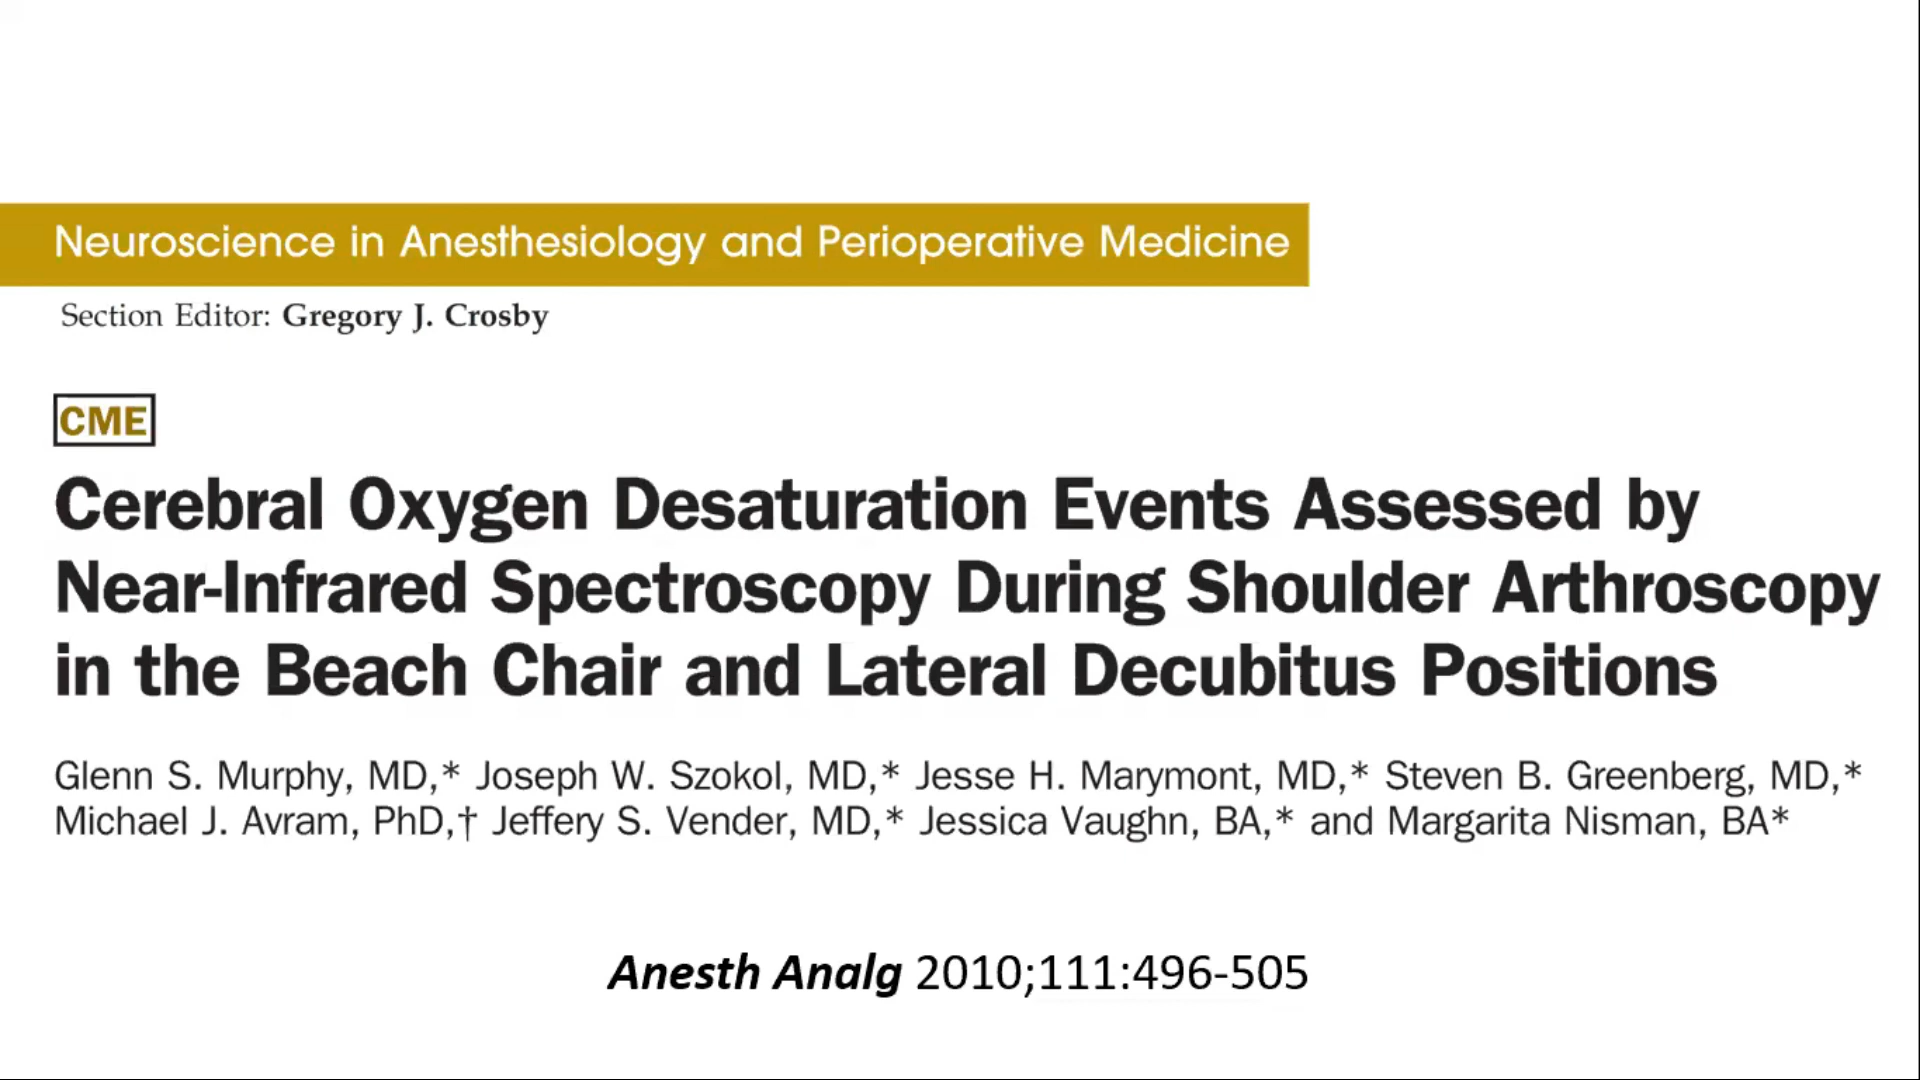 Neuroscience in Anesthesiology and Perioperative Medicine
Section Editor: Gregory J. Crosby
CME
Cerebral Oxygen Desaturation Events Assessed by
Near-Infrared Spectroscopy During Shoulder Arthroscopy
in the Beach Chair and Lateral Decubitus Positions
Glenn S. Murphy, MD,* Joseph W. Szokol, MD,* Jesse H. Marymont, MD,* Steven B. Greenberg, MD,*
Michael J. Avram, PhD,† Jeffery S. Vender, MD,* Jessica Vaughn, BA,* and Margarita Nisman, BA*
Anesth Analg 2010;111:496-505